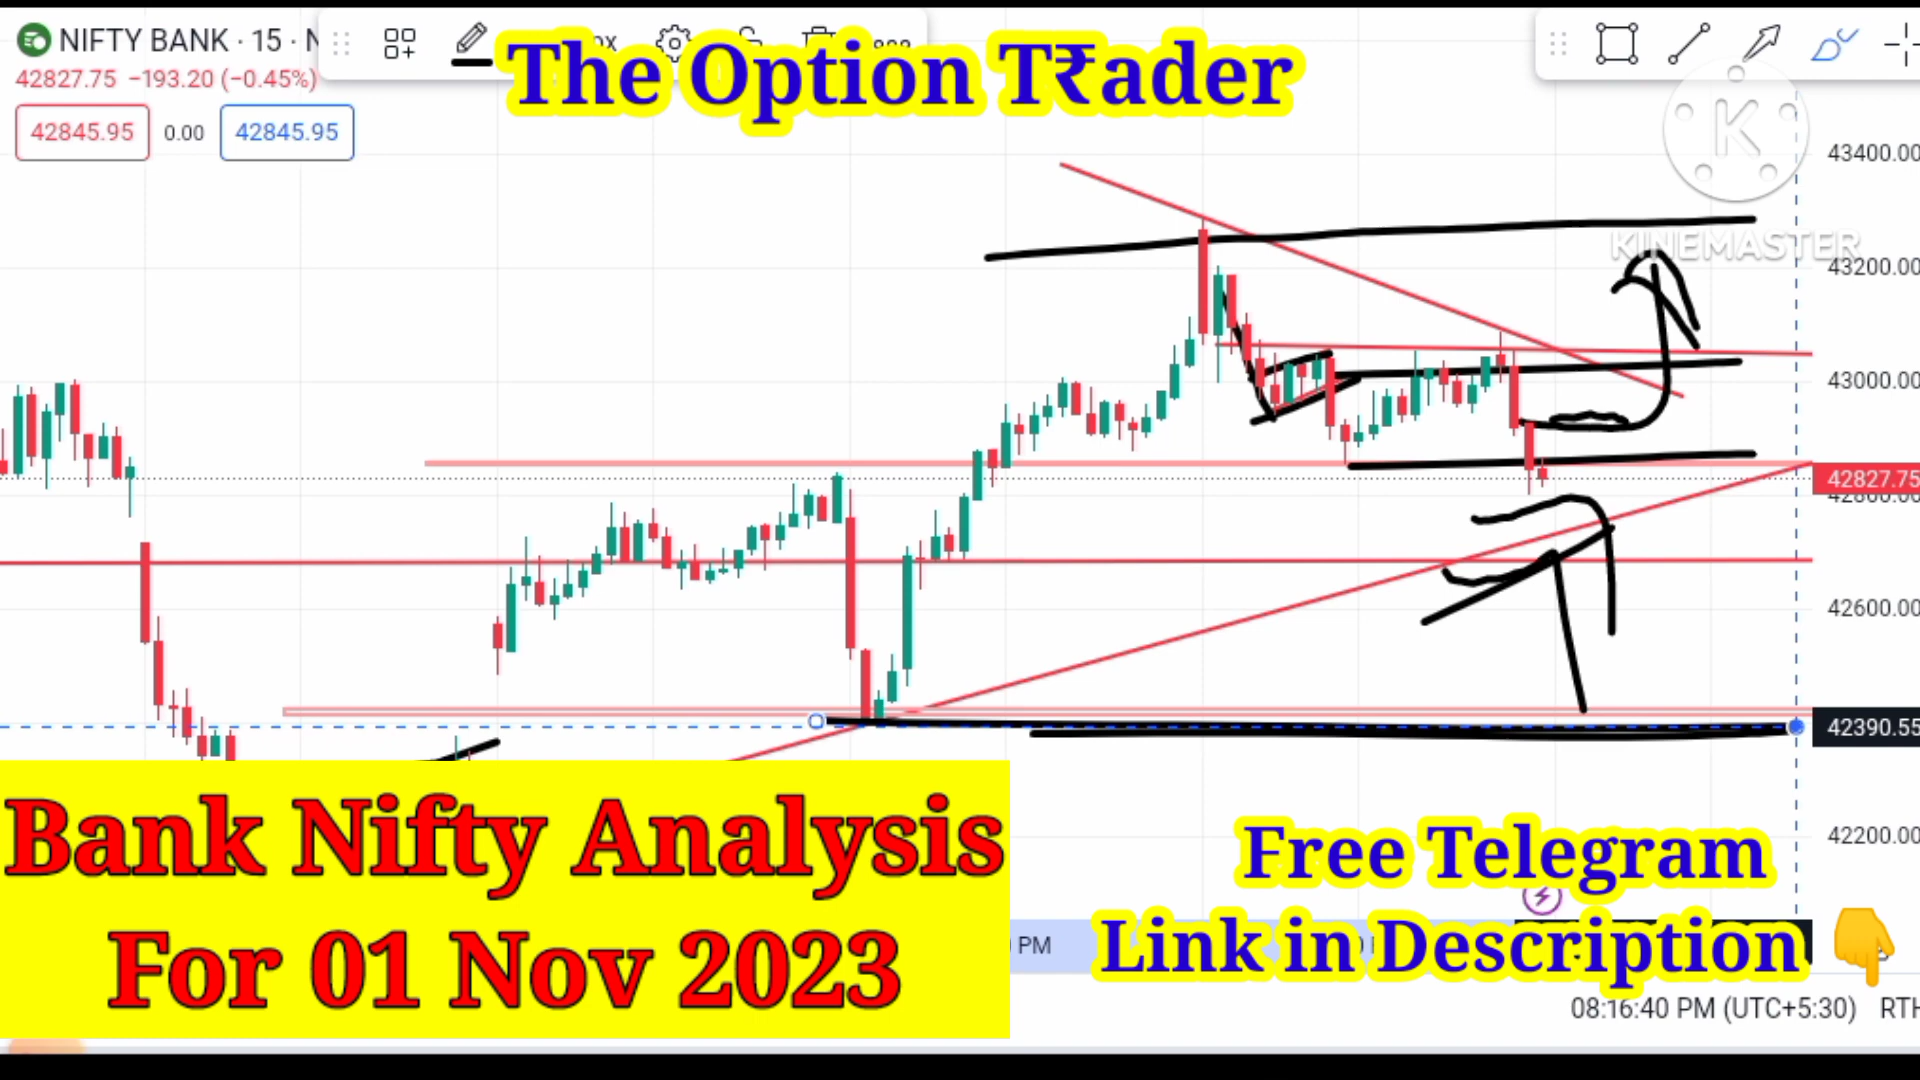 NIFTY BANK · 15 · N
42827.75 −193.20 (−0.45%)
42845.95 0.00 42845.95
The Option T₹ader
K
KINEMASTER
43400.00
43200.00
43000.00
42827.75
42800.00
42600.00
42390.55
42200.00
Bank Nifty Analysis
For 01 Nov 2023
Free Telegram
Link in Description
PM
08:16:40 PM (UTC+5:30) RTH